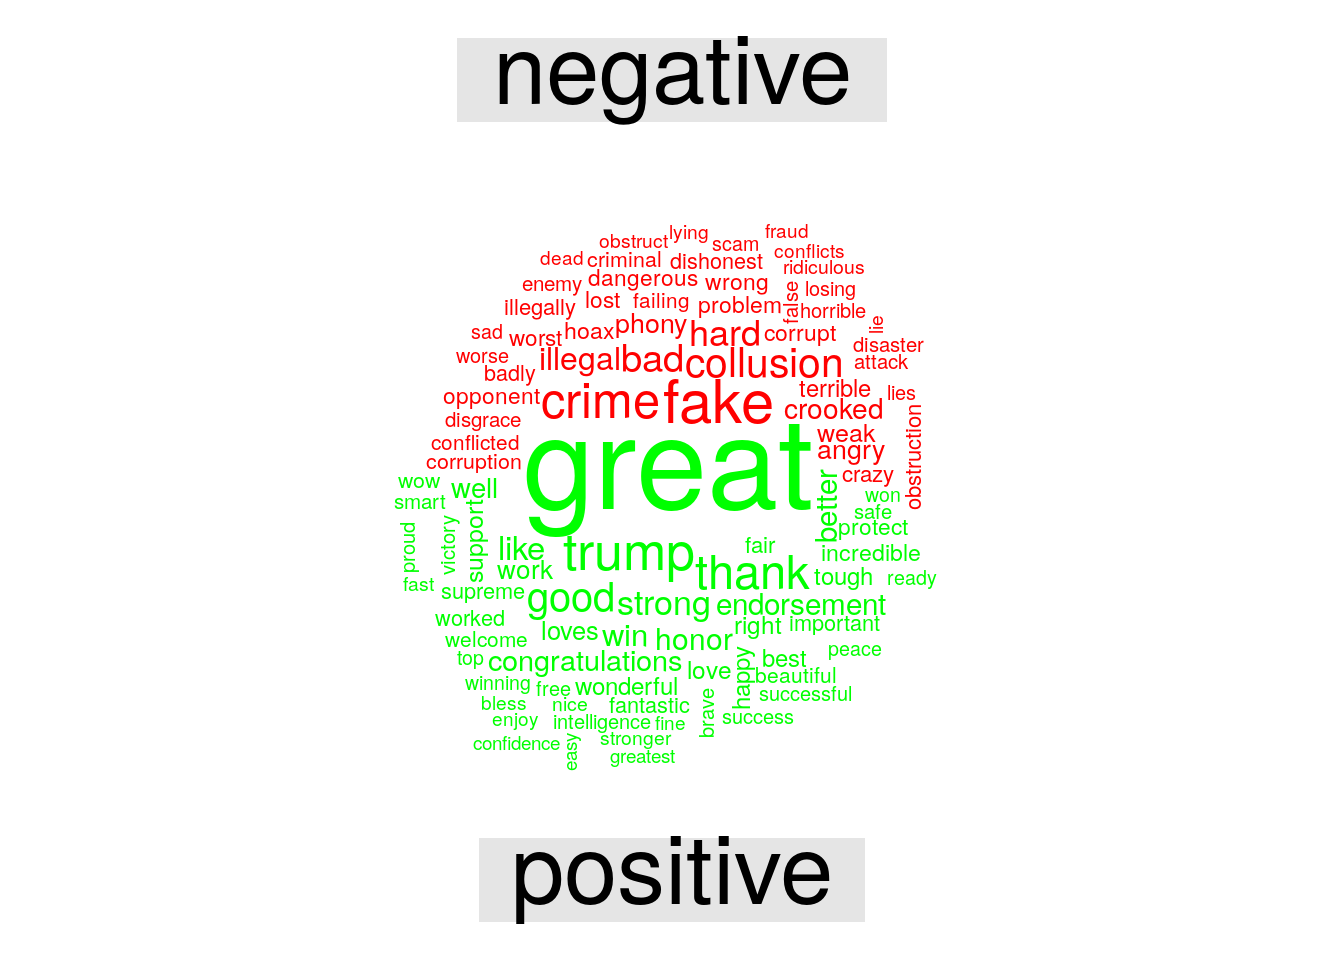 negative
lying
fraud
obstruct
scam
conflicts
dead
criminal
dishonest
ridiculous
enemy
dangerous
wrong
false
losing
illegally
lost
failing
problem
horrible
sad
worst
hoax
phony
hard
corrupt
lie
worse
illegal
bad
collusion
disaster
attack
badly
opponent
crime
fake
terrible
lies
crooked
disgrace
conflicted
corruption
great
weak
angry
crazy
obstruction
wow
well
better
won
smart
safe
proud
victory
support
like
trump
fair
protect
incredible
fast
work
thank
tough
ready
supreme
good
strong
endorsement
worked
loves
win
honor
right
important
welcome
top
congratulations
love
happy
best
peace
winning
free
wonderful
beautiful
bless
nice
fantastic
brave
successful
enjoy
intelligence
fine
success
confidence
easy
stronger
greatest
positive